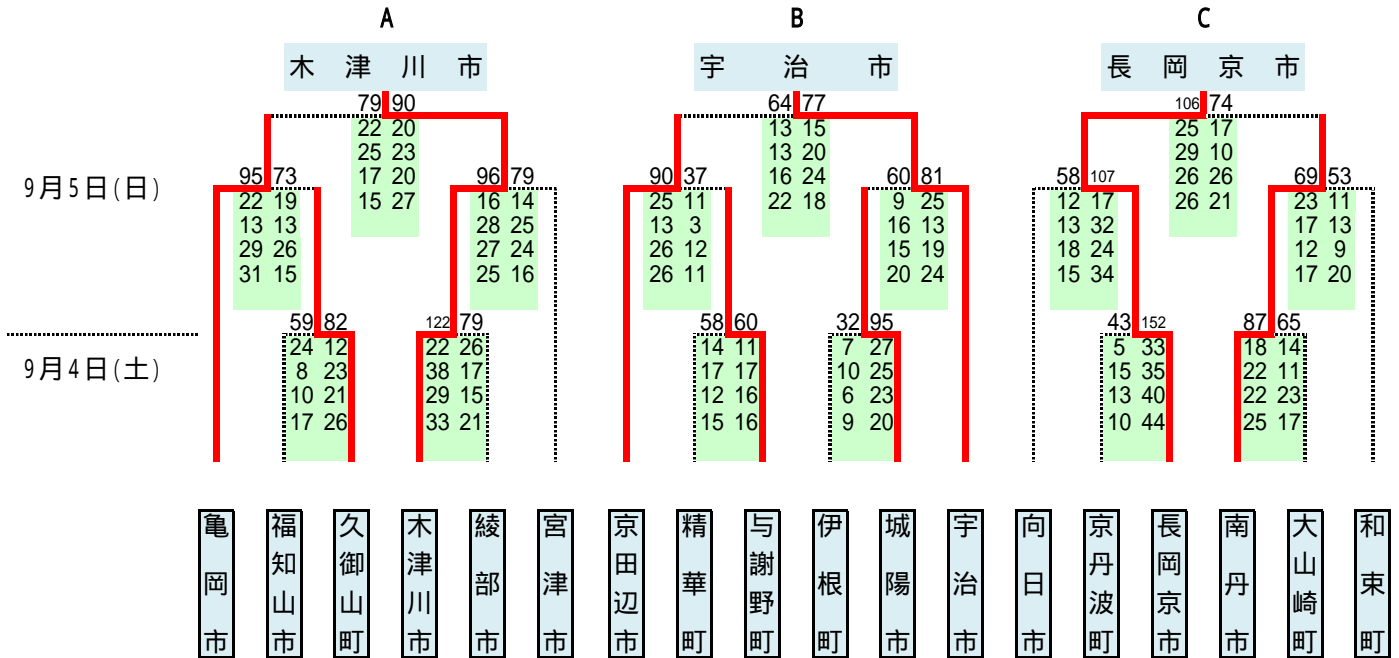 A B C
木津川市 宇治市 長岡京市
79 90 64 77 106 74
22 20 13 15 25 17
25 23 13 20 29 10
9月5日(日) 95 73 17 20 96 79 90 37 16 24 60 81 58 107 26 26 69 53
22 19 15 27 16 14 25 11 22 18 9 25 12 17 26 21 23 11
13 13 28 25 13 3 16 13 13 32 17 13
29 26 27 24 26 12 15 19 18 24 12 9
31 15 25 16 26 11 20 24 15 34 17 20
59 82 122 79 58 60 32 95 43 152 87 65
9月4日(土) 24 12 22 26 14 11 7 27 5 33 18 14
8 23 38 17 17 17 10 25 15 35 22 11
10 21 29 15 12 16 6 23 13 40 22 23
17 26 33 21 15 16 9 20 10 44 25 17
亀岡市
福知山市
久御山町
木津川市
綾部市
宮津市
京田辺市
精華町
与謝野町
伊根町
城陽市
宇治市
向日市
京丹波町
長岡京市
南丹市
大山崎町
和束町